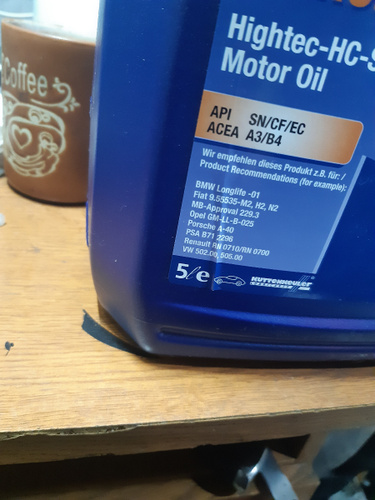 Coffee
Hightec-HC-S
Motor Oil
API SN/CF/EC
ACEA A3/B4
Wir empfehlen dieses Produkt z.B. für: /
Product Recommendations (for example):
BMW Longlife -01
Fiat 9.55535-M2, H2, N2
MB-Approval 229.3
Opel GM-LL-B-025
Porsche A-40
PSA B71 2296
Renault RN 0710/RN 0700
VW 502.00, 505.00
5/e
KUTTENKEULER